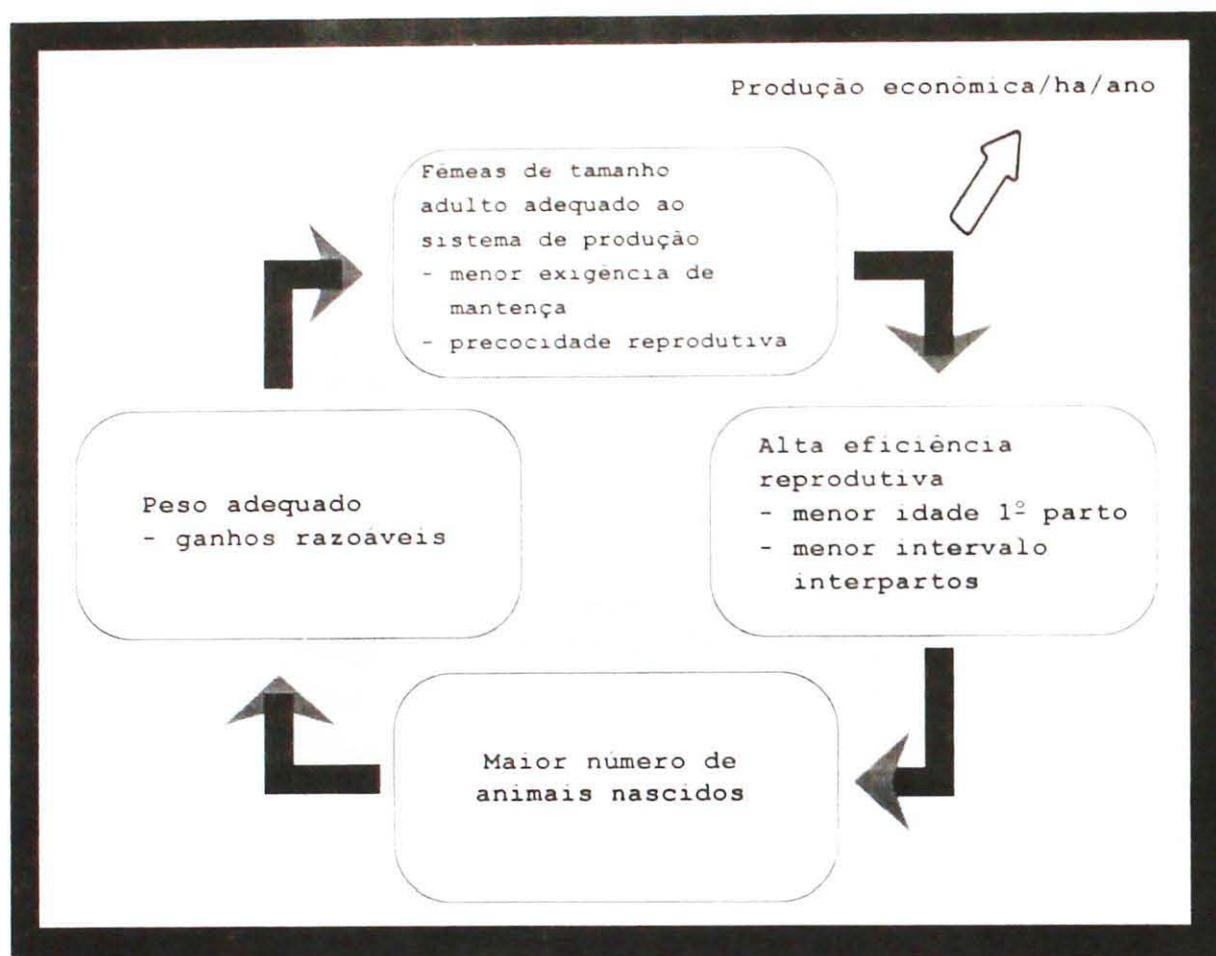 Produção econômica/ha/ano
Fêmeas de tamanho
adulto adequado ao
sistema de produção
- menor exigência de
mantença
- precocidade reprodutiva
Alta eficiência
reprodutiva
- menor idade 1º parto
- menor intervalo
interpartos
Maior número de
animais nascidos
Peso adequado
- ganhos razoáveis